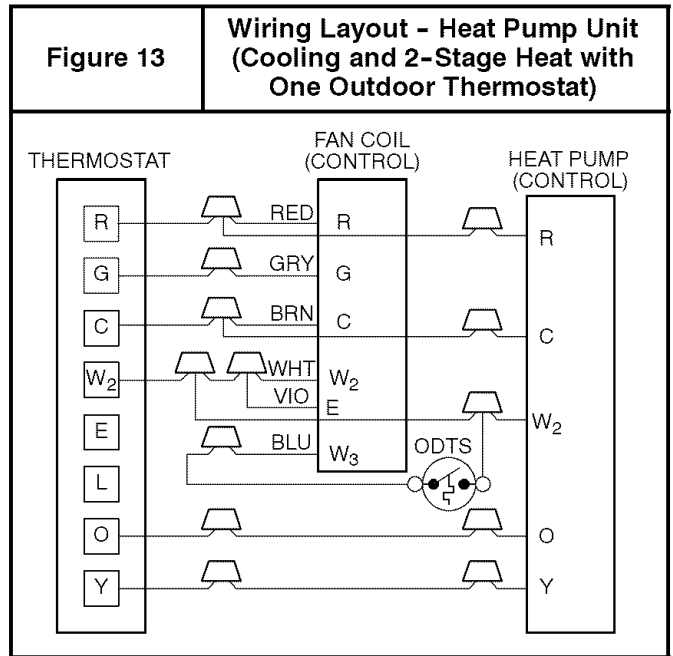 Figure 13
Wiring Layout - Heat Pump Unit
(Cooling and 2-Stage Heat with
One Outdoor Thermostat)
THERMOSTAT
FAN COIL
(CONTROL)
HEAT PUMP
(CONTROL)
R RED R R
G GRY G
C BRN C C
W2 WHT W2 W2
VIO E
E BLU W3 ODTS
L
O O
Y Y